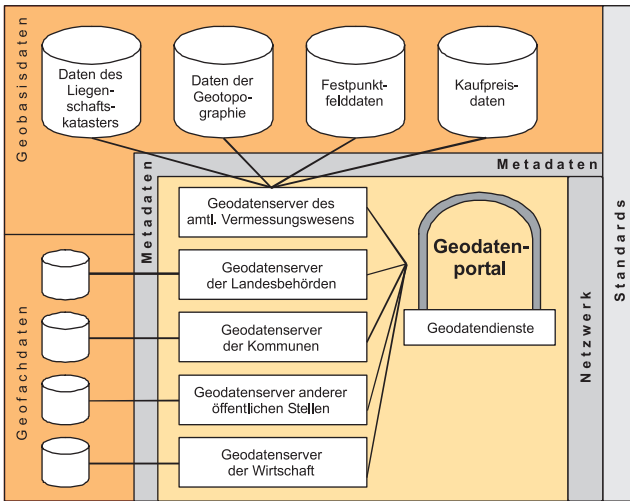 Geobasisdaten
Daten des
Liegen-
schafts-
katasters
Daten der
Geotopo-
graphie
Festpunkt-
felddaten
Kaufpreis-
daten
Metadaten
Metadaten
Geodatenserver des
amtl. Vermessungswesens
Geodatenserver
der Landesbehörden
Geodatenserver
der Kommunen
Geodatenserver anderer
öffentlichen Stellen
Geodatenserver
der Wirtschaft
Geodaten-
portal
Geodatendienste
Geofachdaten
Netzwerk
Standards